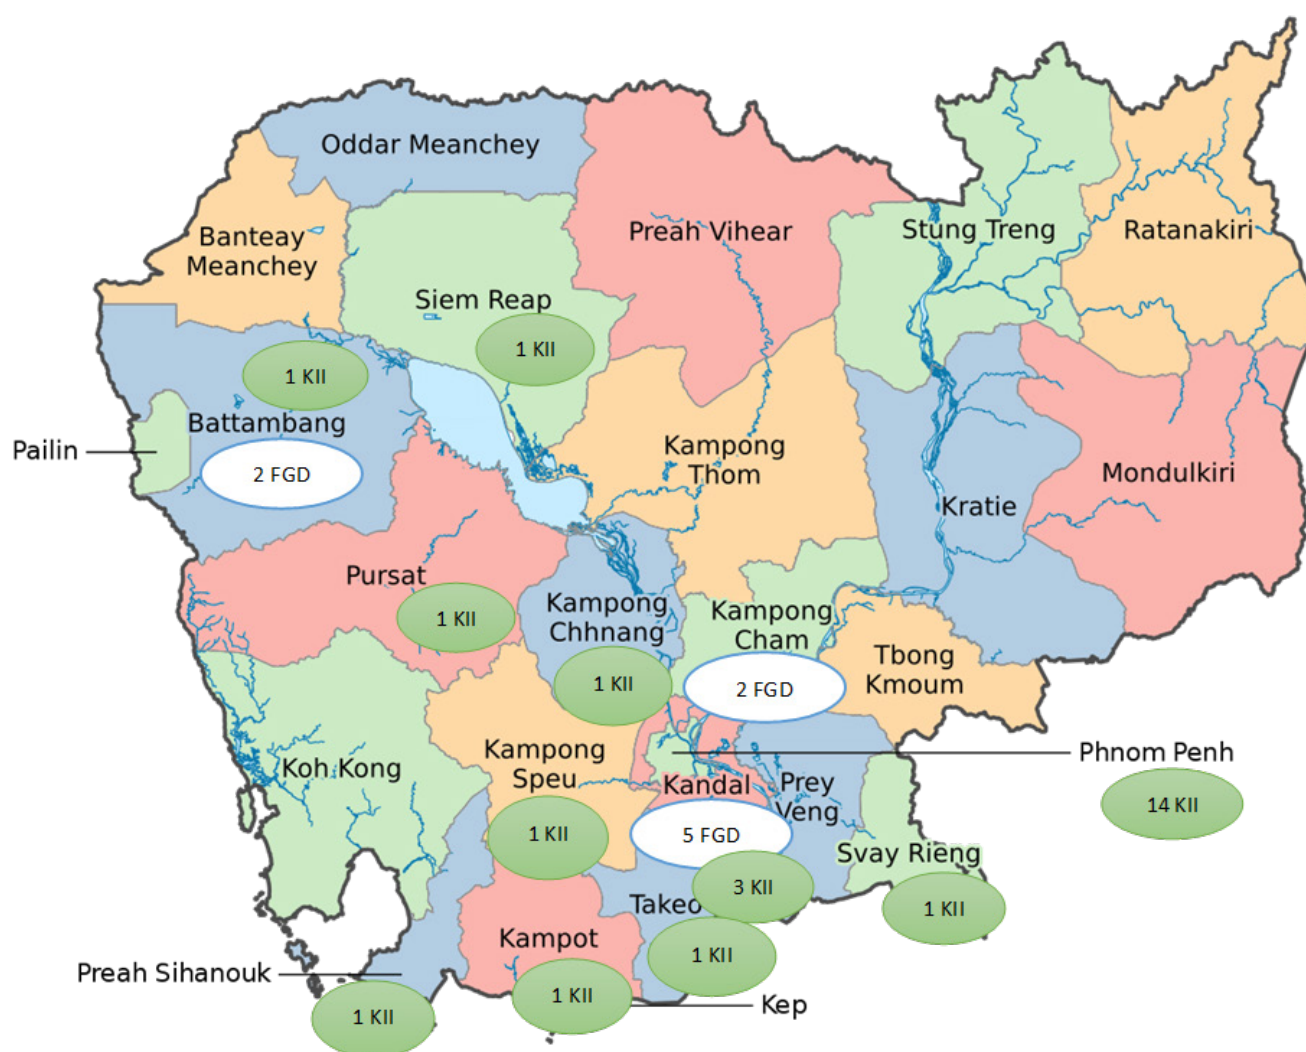 Oddar Meanchey
Banteay
Meanchey
Siem Reap
Preah Vihear
Stung Treng
Ratanakiri
1 KII
1 KII
Battambang
Pailin
2 FGD
Kampong
Thom
Kratie
Mondulkiri
Pursat
1 KII
Kampong
Chhnang
1 KII
Kampong
Cham
2 FGD
Tbong
Kmoum
Koh Kong
Kampong
Speu
1 KII
Kandal
5 FGD
3 KII
Prey
Veng
Phnom Penh
14 KII
Svay Rieng
1 KII
Takeo
1 KII
Kampot
1 KII
Kep
Preah Sihanouk
1 KII